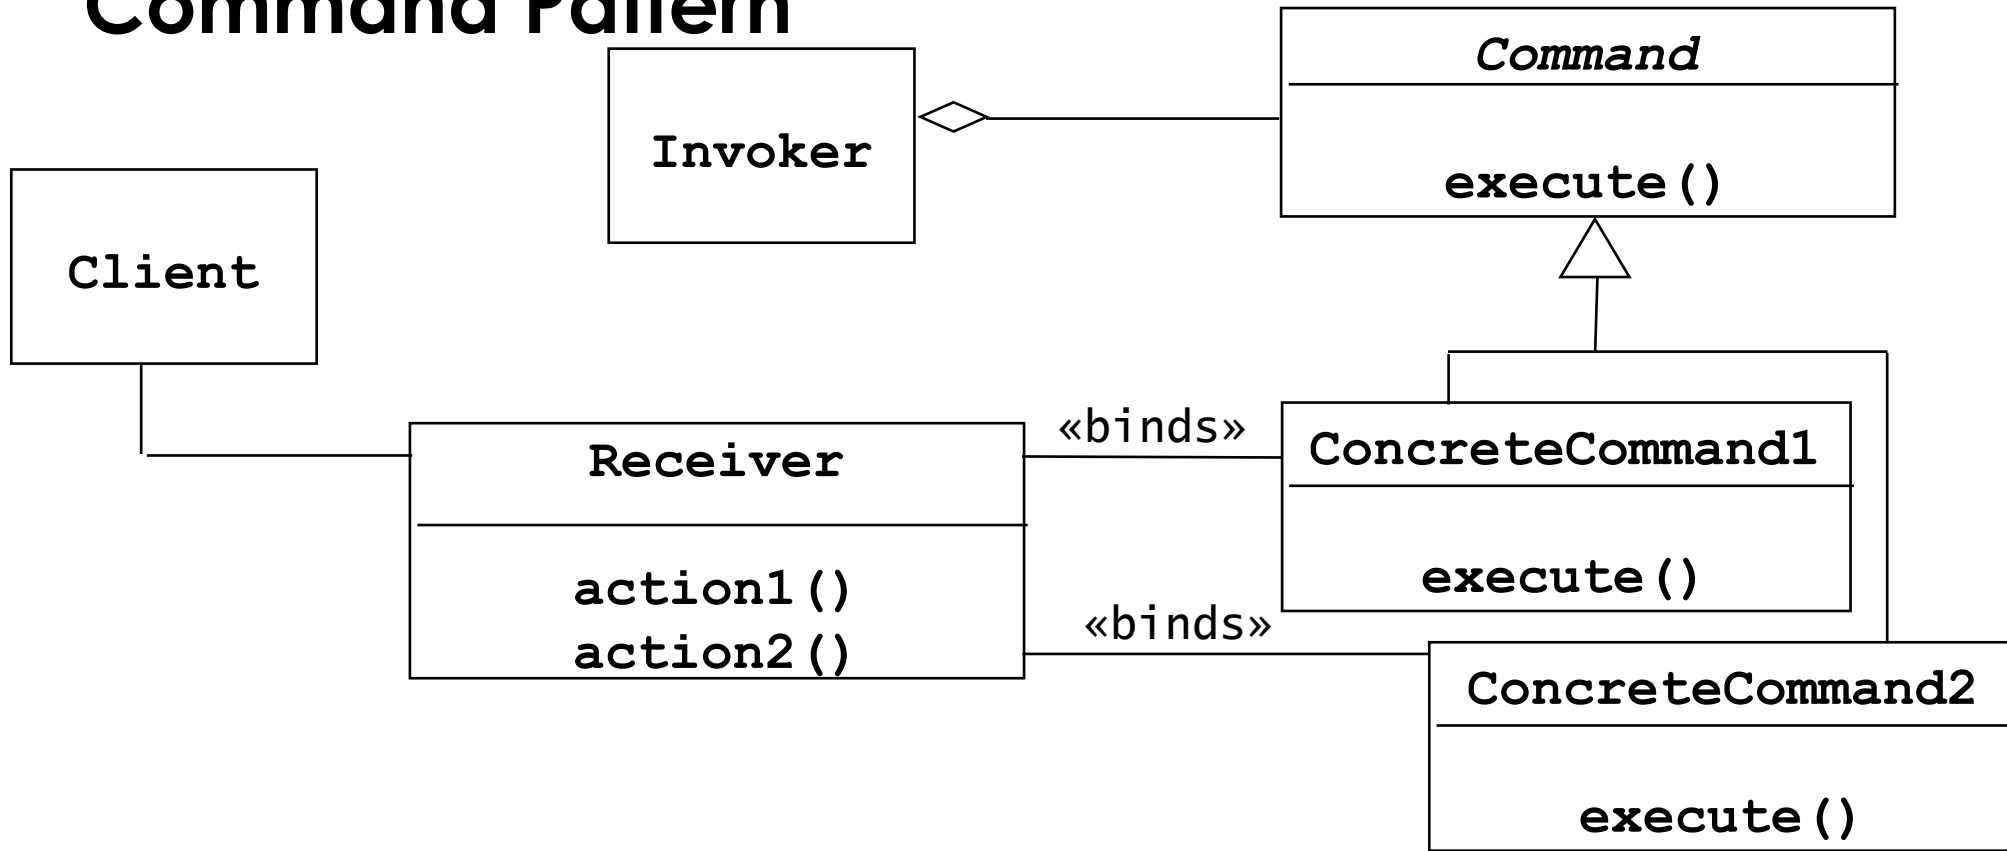 Command Pattern
Command
execute()
Invoker
Client
Receiver
action1()
action2()
«binds»
«binds»
ConcreteCommand1
execute()
ConcreteCommand2
execute()